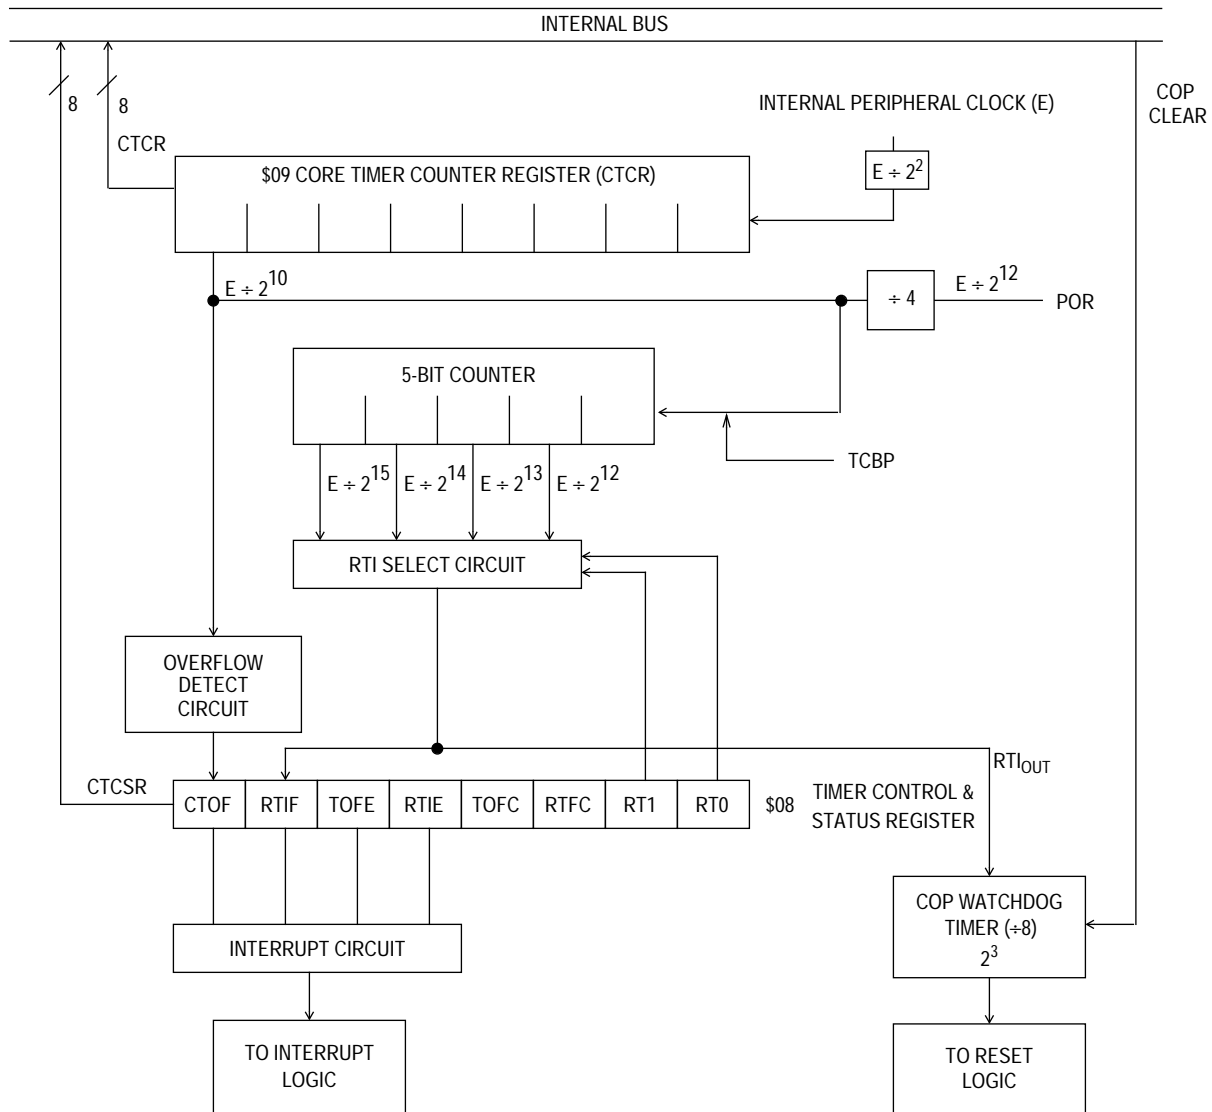 INTERNAL BUS
8
8
COP
CLEAR
INTERNAL PERIPHERAL CLOCK (E)
CTCR
E ÷ 2²
$09 CORE TIMER COUNTER REGISTER (CTCR)
E ÷ 2¹⁰
÷ 4
E ÷ 2¹²
POR
5-BIT COUNTER
TCBP
E ÷ 2¹⁵
E ÷ 2¹⁴
E ÷ 2¹³
E ÷ 2¹²
RTI SELECT CIRCUIT
OVERFLOW
DETECT
CIRCUIT
RTIOUT
CTCSR
CTOF
RTIF
TOFE
RTIE
TOFC
RTFC
RT1
RT0
$08
TIMER CONTROL &
STATUS REGISTER
COP WATCHDOG
TIMER (÷8)
2³
INTERRUPT CIRCUIT
TO INTERRUPT
LOGIC
TO RESET
LOGIC